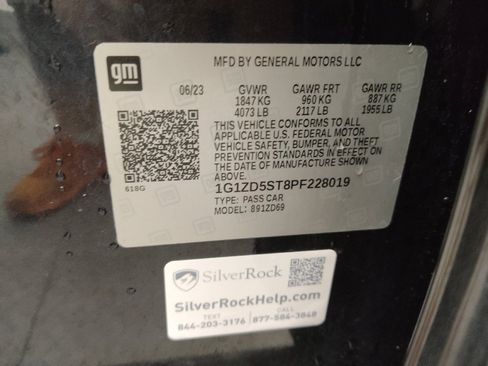 gm
MFD BY GENERAL MOTORS LLC
06/23 GVWR GAWR FRT GAWR RR
1847 KG 960 KG 887 KG
4073 LB 2117 LB 1955 LB
THIS VEHICLE CONFORMS TO ALL
APPLICABLE U.S. FEDERAL MOTOR
VEHICLE SAFETY, BUMPER, AND THEFT
PREVENTION STANDARDS IN EFFECT ON
THE DATE OF MANUFACTURE SHOWN
ABOVE.
618G
1G1ZD5ST8PF228019
TYPE: PASS CAR
MODEL: 891ZD69
SilverRock
SilverRockHelp.com
TEXT CALL
844-203-3176 877-584-3848